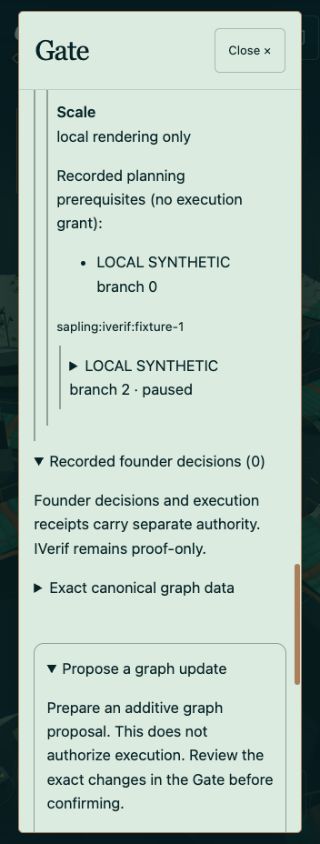 Gate
Close ×
Scale
local rendering only
Recorded planning
prerequisites (no execution
grant):
• LOCAL SYNTHETIC
branch 0
sapling:iverif:fixture-1
▶ LOCAL SYNTHETIC
branch 2 · paused
▼ Recorded founder decisions (0)
Founder decisions and execution
receipts carry separate authority.
IVerif remains proof-only.
▶ Exact canonical graph data
▼ Propose a graph update
Prepare an additive graph
proposal. This does not
authorize execution. Review the
exact changes in the Gate before
confirming.